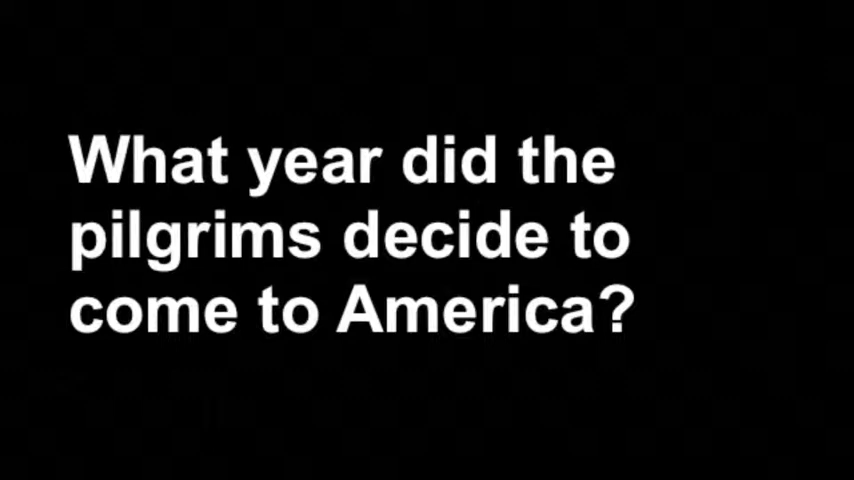 What year did the
pilgrims decide to
come to America?